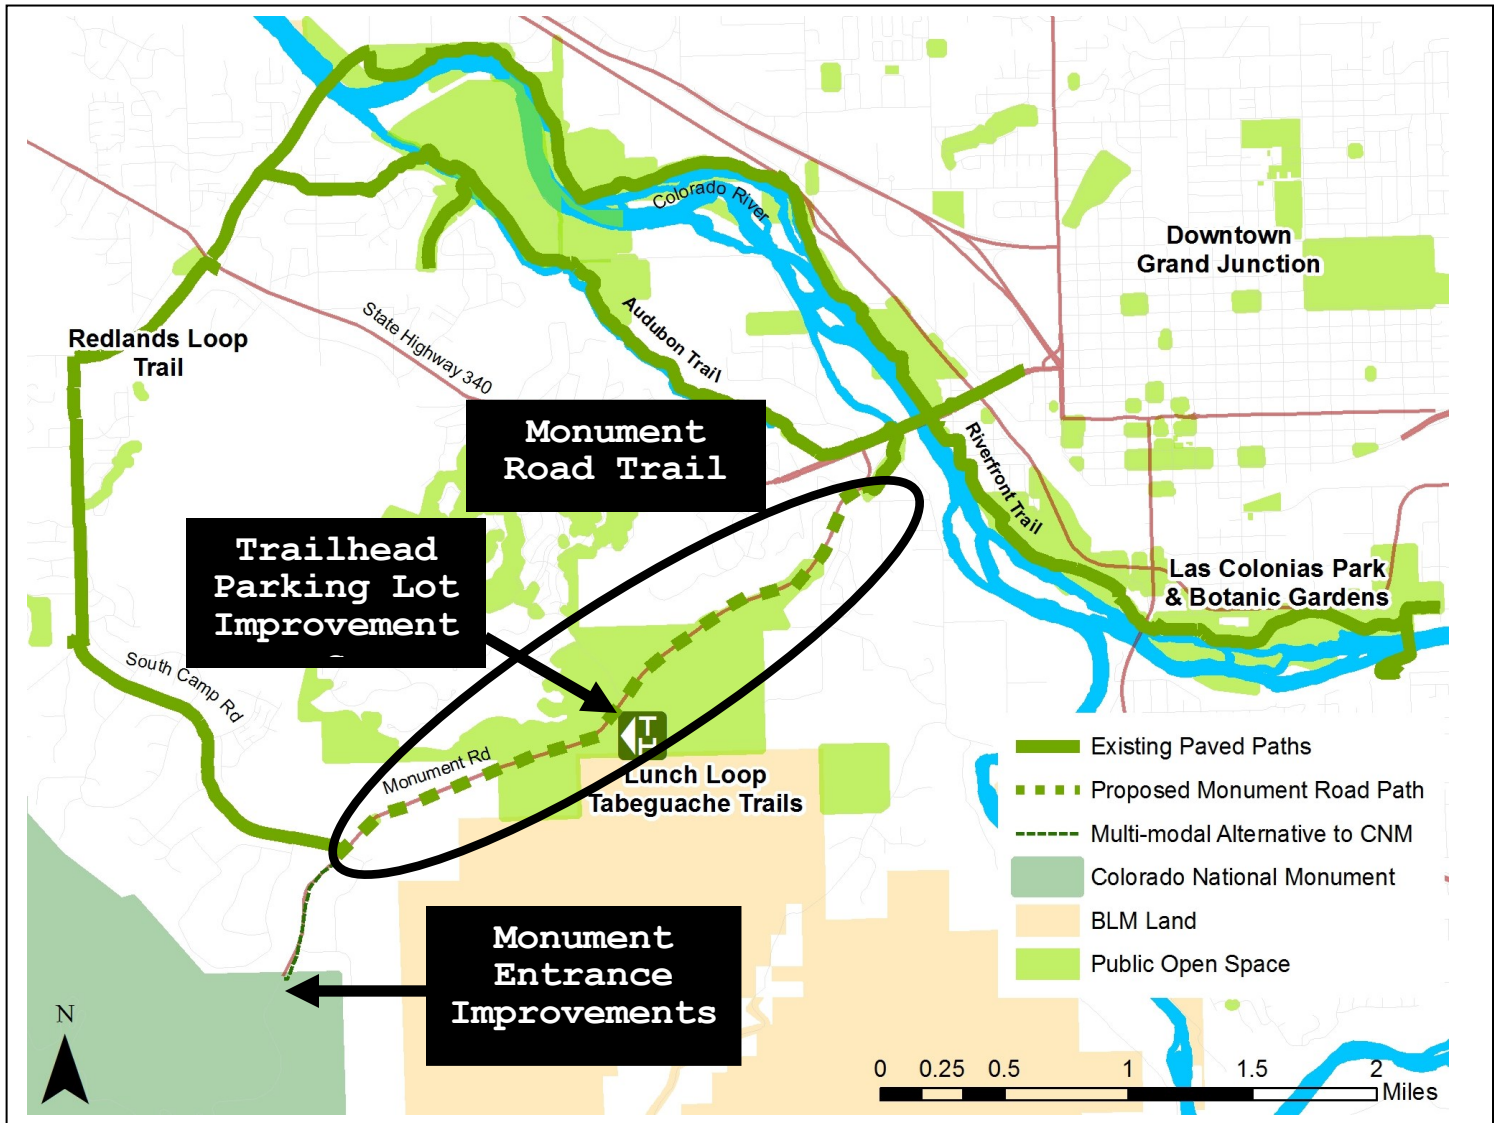 Colorado River
Downtown
Grand Junction
State Highway 340
Audubon Trail
Redlands Loop
Trail
Monument
Road Trail
Riverfront Trail
Trailhead
Parking Lot
Improvement
Las Colonias Park
& Botanic Gardens
South Camp Rd
TH
Monument Rd
Lunch Loop
Tabeguache Trails
Existing Paved Paths
Proposed Monument Road Path
Multi-modal Alternative to CNM
Colorado National Monument
BLM Land
Public Open Space
Monument
Entrance
Improvements
N
0 0.25 0.5 1 1.5 2
Miles